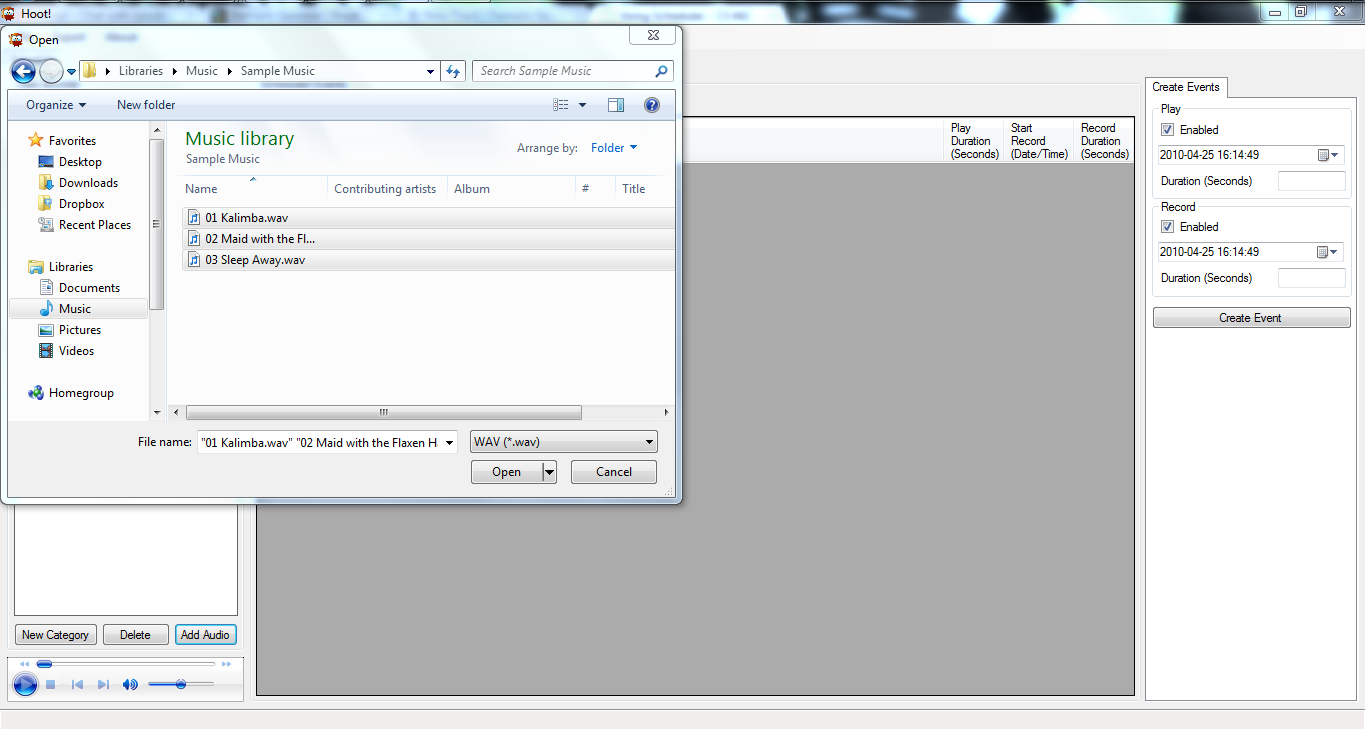 Hoot!
Open
Libraries Music Sample Music
Search Sample Music
Organize New folder
Favorites
Desktop
Downloads
Dropbox
Recent Places
Libraries
Documents
Music
Pictures
Videos
Homegroup
Music library
Sample Music
Arrange by: Folder
Name Contributing artists Album # Title
01 Kalimba.wav
02 Maid with the Fl...
03 Sleep Away.wav
File name: "01 Kalimba.wav" "02 Maid with the Flaxen H
WAV (*.wav)
Open Cancel
New Category Delete Add Audio
Play
Duration
(Seconds)
Start
Record
(Date/Time)
Record
Duration
(Seconds)
Create Events
Play
Enabled
2010-04-25 16:14:49
Duration (Seconds)
Record
Enabled
2010-04-25 16:14:49
Duration (Seconds)
Create Event